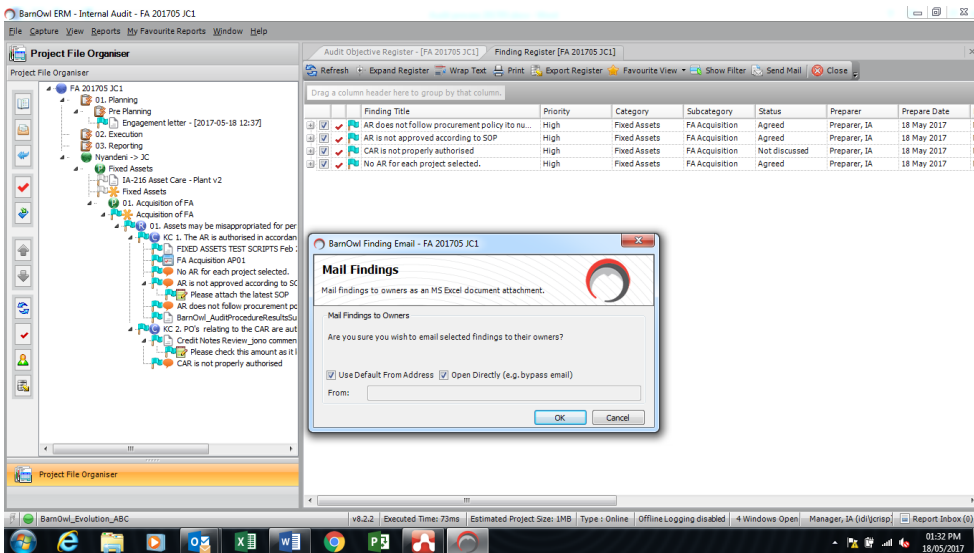 BarnOwl ERM - Internal Audit - FA 201705 JC1
File Capture View Reports My Favourite Reports Window Help
Project File Organiser
Project File Organiser
FA 201705 JC1
01. Planning
Pre Planning
Engagement letter - [2017-05-18 12:37]
02. Execution
03. Reporting
Nyandeni -> JC
Fixed Assets
IA-216 Asset Care - Plant v2
Fixed Assets
01. Acquisition of FA
Acquisition of FA
01. Assets may be misappropriated for per
KC 1. The AR is authorised in accordan
FIXED ASSETS TEST SCRIPTS Feb
FA Acquisition AP01
No AR for each project selected.
AR is not approved according to SO
Please attach the latest SOP
AR does not follow procurement po
BarnOwl_AuditProcedureResultsSu
KC 2. PO's relating to the CAR are aut
Credit Notes Review_jono commen
Please check this amount as it l
CAR is not properly authorised
Project File Organiser
Audit Objective Register - [FA 201705 JC1] Finding Register [FA 201705 JC1]
Refresh Expand Register Wrap Text Print Export Register Favourite View Show Filter Send Mail Close
Drag a column header here to group by that column.
Finding Title Priority Category Subcategory Status Preparer Prepare Date
AR does not follow procurement policy ito nu... High Fixed Assets FA Acquisition Agreed Preparer, IA 18 May 2017
AR is not approved according to SOP High Fixed Assets FA Acquisition Agreed Preparer, IA 18 May 2017
CAR is not properly authorised High Fixed Assets FA Acquisition Not discussed Preparer, IA 18 May 2017
No AR for each project selected. High Fixed Assets FA Acquisition Agreed Preparer, IA 18 May 2017
BarnOwl Finding Email - FA 201705 JC1
Mail Findings
Mail findings to owners as an MS Excel document attachment.
Mail Findings to Owners
Are you sure you wish to email selected findings to their owners?
Use Default From Address Open Directly (e.g. bypass email)
From:
OK Cancel
BarnOwl_Evolution_ABC v8.2.2 Executed Time: 73ms Estimated Project Size: 1MB Type : Online Offline Logging disabled 4 Windows Open Manager, IA (idi\jcrisp) Report Inbox (0)
01:32 PM
18/05/2017